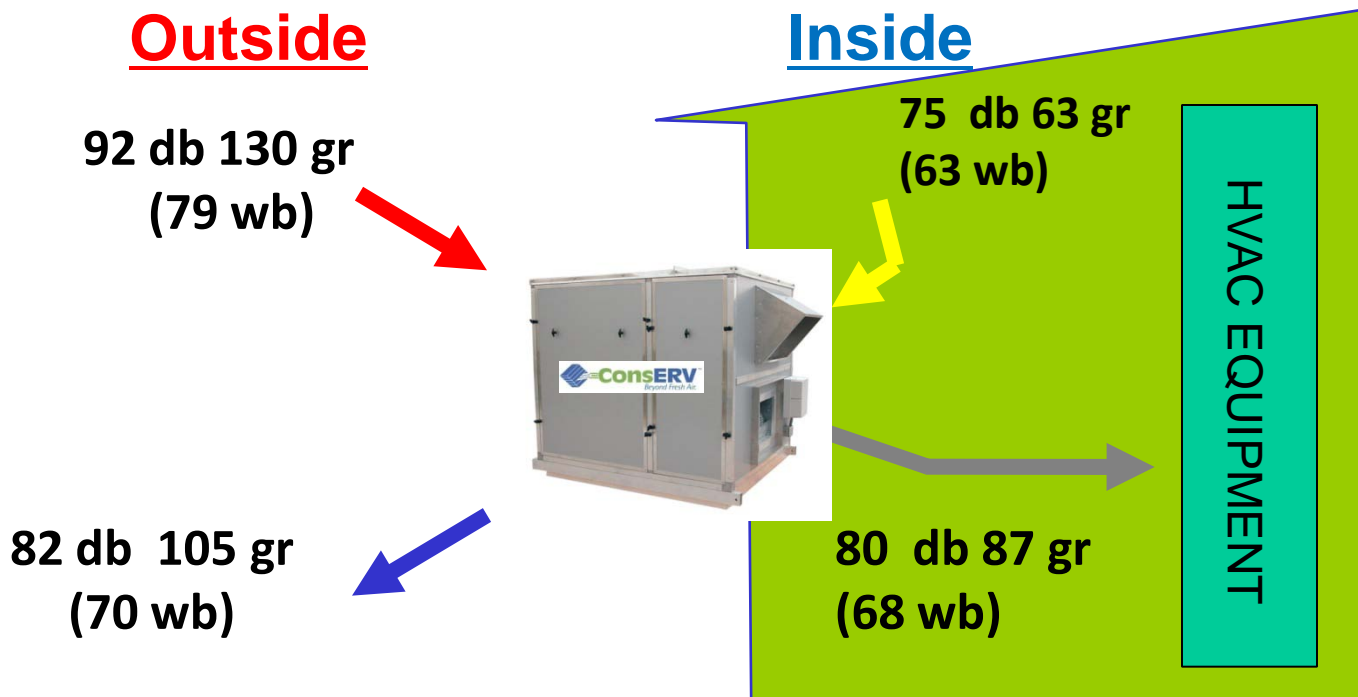 Outside
Inside
92 db 130 gr
(79 wb)
75 db 63 gr
(63 wb)
HVAC EQUIPMENT
ConsERV™
Beyond Fresh Air
82 db 105 gr
(70 wb)
80 db 87 gr
(68 wb)